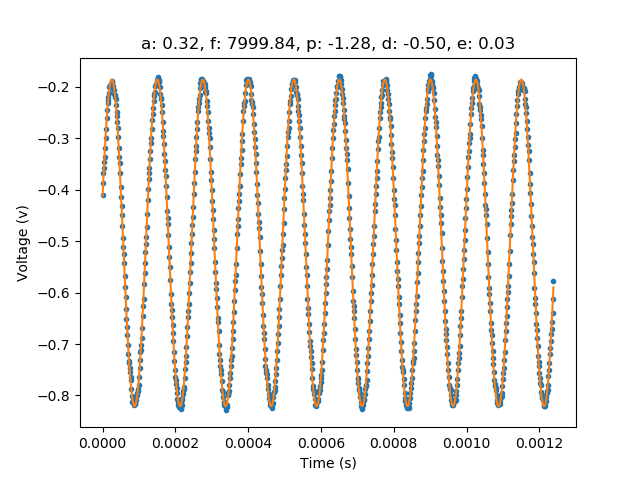 a: 0.32, f: 7999.84, p: -1.28, d: -0.50, e: 0.03
−0.2
−0.3
−0.4
−0.5
−0.6
−0.7
−0.8
Voltage (v)
0.0000 0.0002 0.0004 0.0006 0.0008 0.0010 0.0012
Time (s)